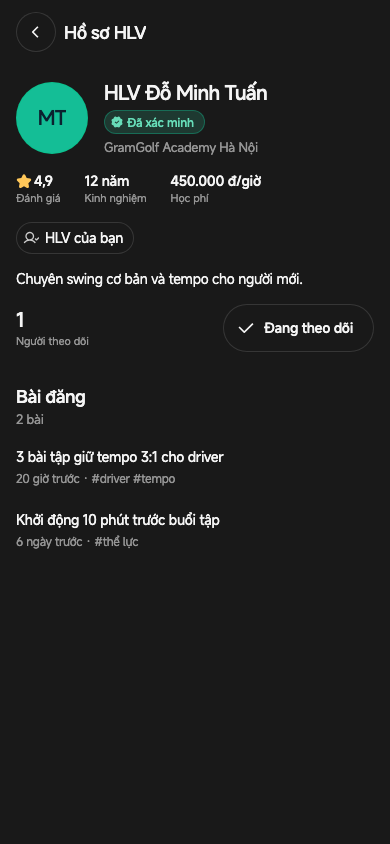 Hồ sơ HLV
MT
HLV Đỗ Minh Tuấn
Đã xác minh
GramGolf Academy Hà Nội
4,9
Đánh giá
12 năm
Kinh nghiệm
450.000 đ/giờ
Học phí
HLV của bạn
Chuyên swing cơ bản và tempo cho người mới.
1
Người theo dõi
Đang theo dõi
Bài đăng
2 bài
3 bài tập giữ tempo 3:1 cho driver
20 giờ trước · #driver #tempo
Khởi động 10 phút trước buổi tập
6 ngày trước · #thể lực